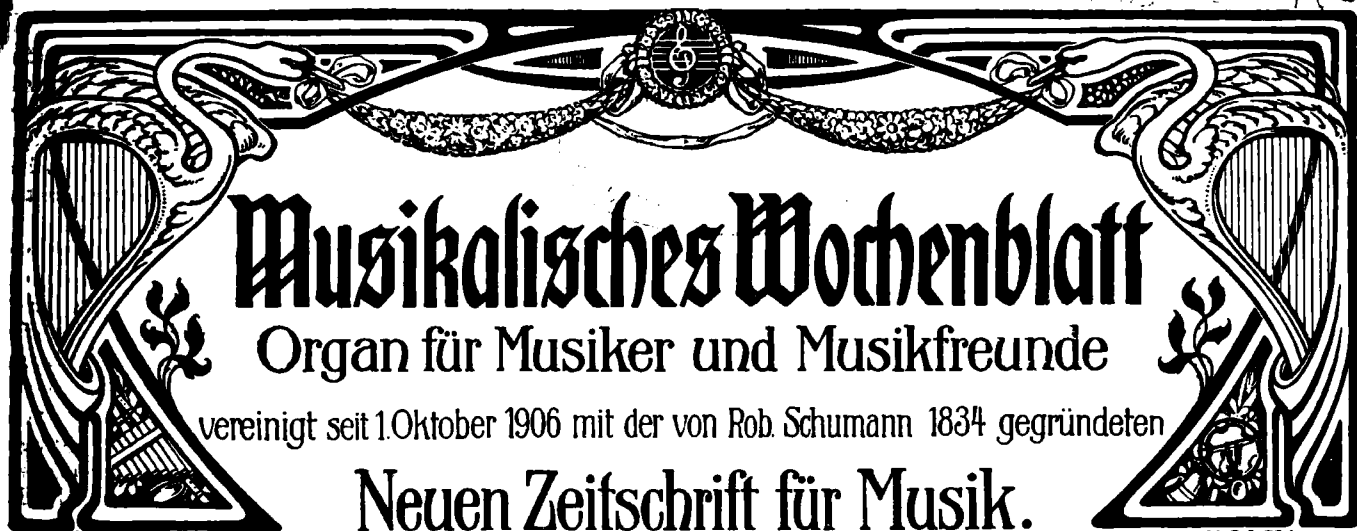 Musikalisches Wochenblatt
Organ für Musiker und Musikfreunde
vereinigt seit 1. Oktober 1906 mit der von Rob. Schumann 1834 gegründeten
Neuen Zeitschrift für Musik.